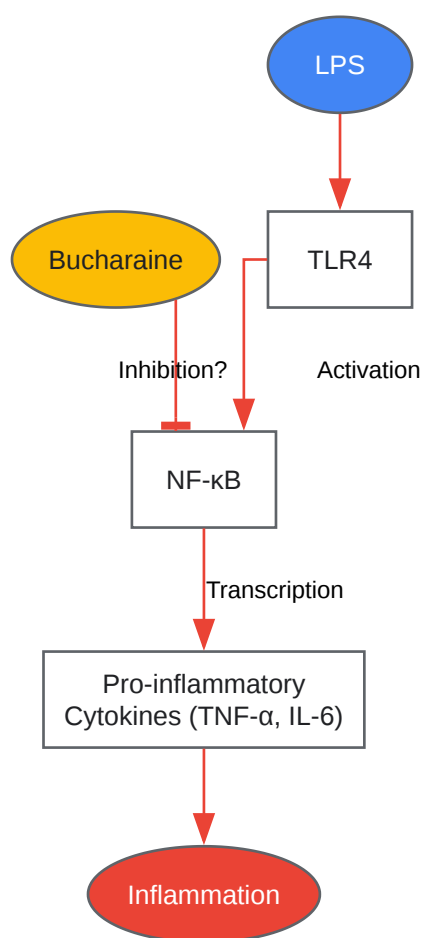 LPS
TLR4
Bucharaine
Inhibition?
Activation
NF-κB
Transcription
Pro-inflammatory
Cytokines (TNF-α, IL-6)
Inflammation